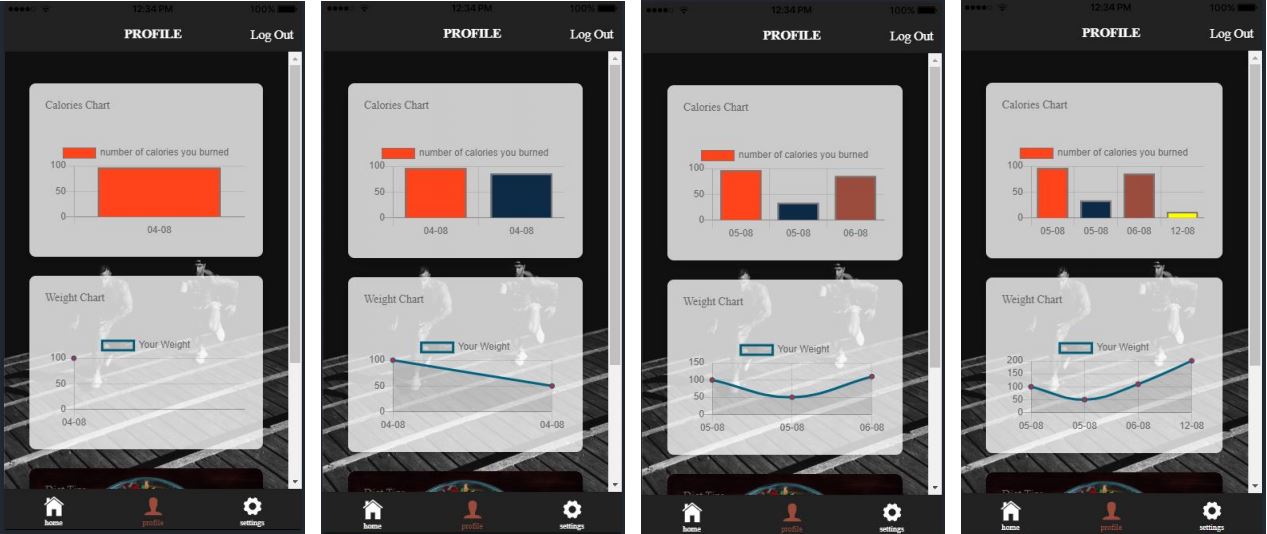 12:34 PM 100%
PROFILE Log Out
Calories Chart
number of calories you burned
100
50
0
04-08
Weight Chart
Your Weight
100
50
0
04-08
Diet Tips
home profile settings
12:34 PM 100%
PROFILE Log Out
Calories Chart
number of calories you burned
100
50
0
04-08 04-08
Weight Chart
Your Weight
100
50
0
04-08 04-08
Diet Tips
home profile settings
12:34 PM 100%
PROFILE Log Out
Calories Chart
number of calories you burned
100
50
0
05-08 05-08 06-08
Weight Chart
Your Weight
150
100
50
0
05-08 05-08 06-08
home profile settings
12:34 PM 100%
PROFILE Log Out
Calories Chart
number of calories you burned
100
50
0
05-08 05-08 06-08 12-08
Weight Chart
Your Weight
200
150
100
50
0
05-08 05-08 06-08 12-08
Diet Tips
home profile settings